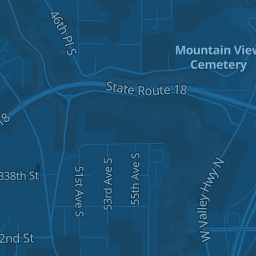 46th Pl S
Mountain View
Cemetery
State Route 18
18
338th St
51st Ave S
53rd Ave S
55th Ave S
W Valley Hwy N
2nd St